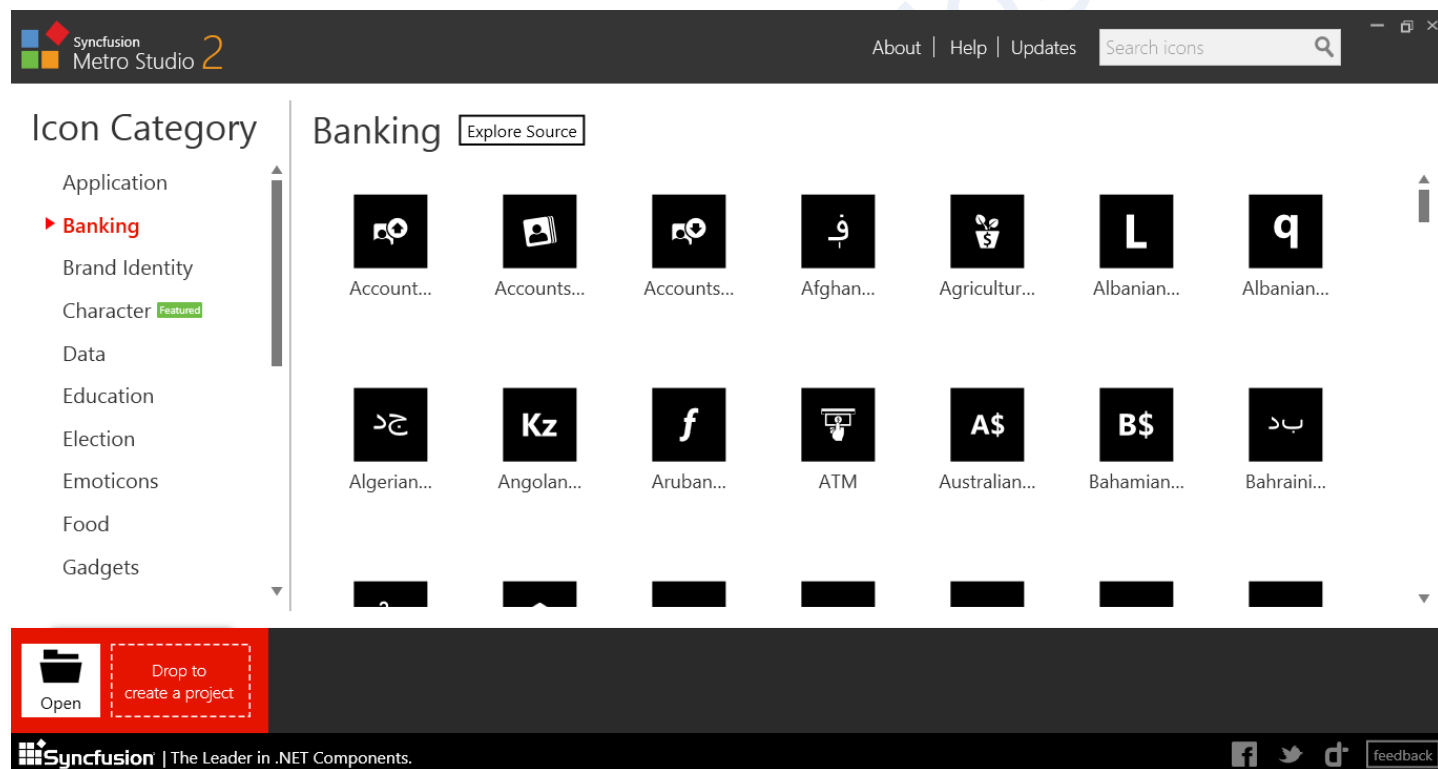 Syncfusion
Metro Studio 2
About | Help | Updates
Search icons
Icon Category
Application
Banking
Brand Identity
Character Featured
Data
Education
Election
Emoticons
Food
Gadgets
Banking
Explore Source
$ L q
Account... Accounts... Accounts... Afghan... Agricultur... Albanian... Albanian...
جد Kz ƒ A$ B$ بد
Algerian... Angolan... Aruban... ATM Australian... Bahamian... Bahraini...
Open
Drop to
create a project
Syncfusion | The Leader in .NET Components.
feedback